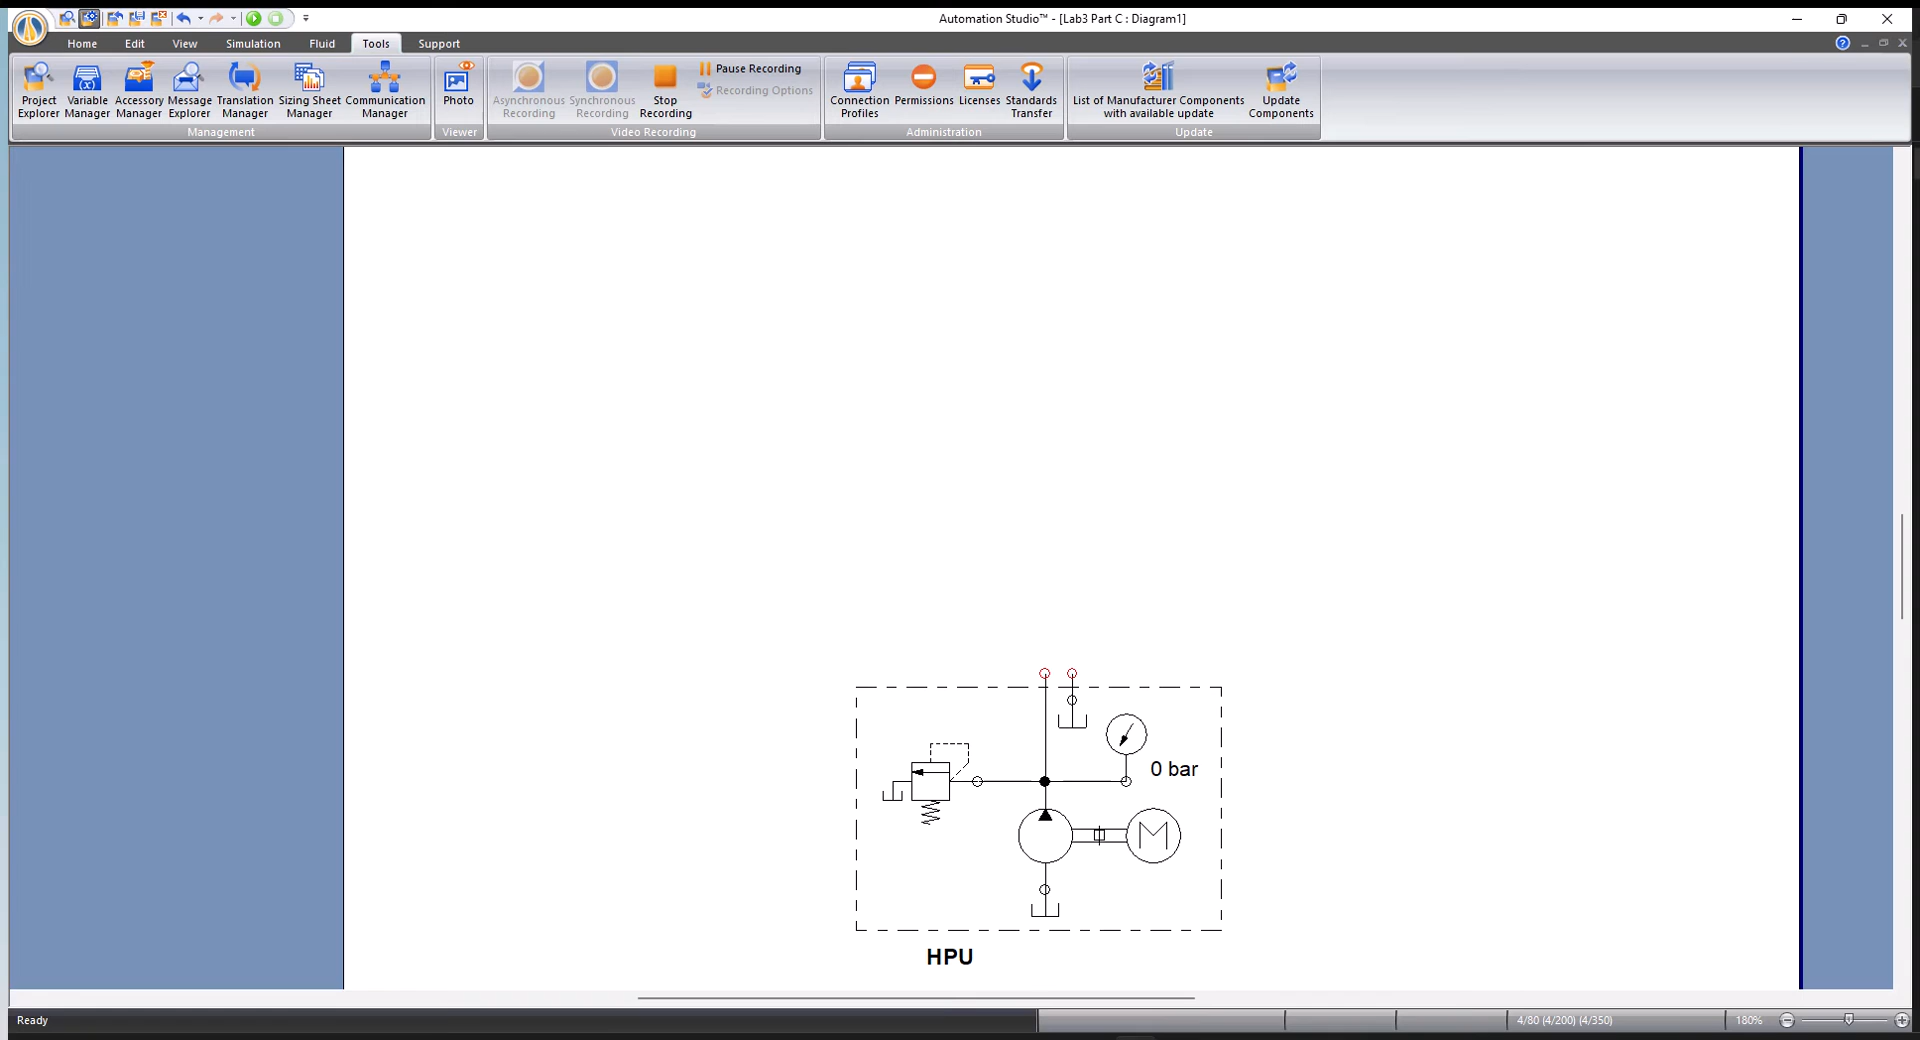 Automation Studio™ - [Lab3 Part C : Diagram1]
Home Edit View Simulation Fluid Tools Support
Project Explorer
Variable Manager
Accessory Manager
Message Explorer
Translation Manager
Sizing Sheet Manager
Communication Manager
Management
Photo
Viewer
Asynchronous Recording
Synchronous Recording
Stop Recording
Pause Recording
Recording Options
Video Recording
Connection Profiles
Permissions
Licenses
Standards Transfer
Administration
List of Manufacturer Components with available update
Update Components
Update
0 bar
M
HPU
Ready
4/80 (4/200) (4/350)
180%